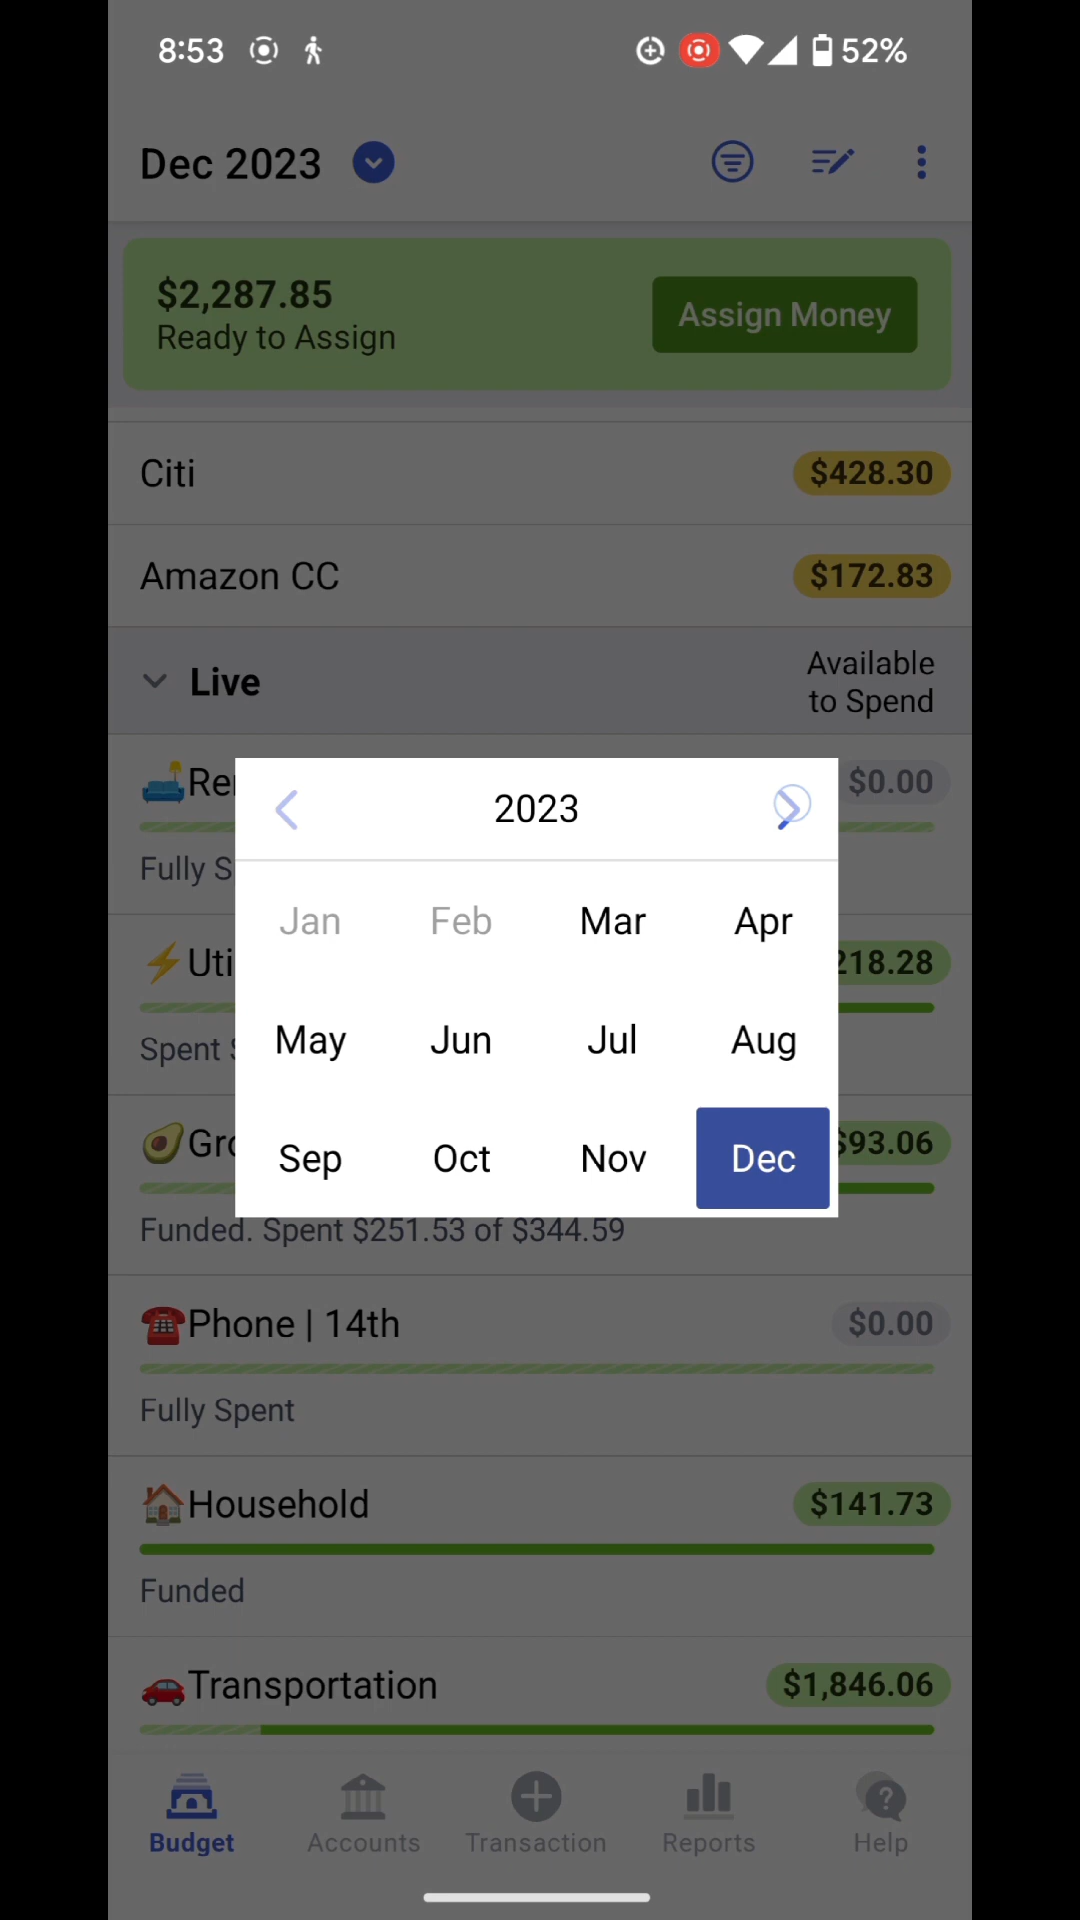 8:53
52%
Dec 2023
$2,287.85
Ready to Assign
Assign Money
Citi
$428.30
Amazon CC
$172.83
Live
Available
to Spend
$0.00
Fully
2023
Jan Feb Mar Apr
May Jun Jul Aug
Sep Oct Nov Dec
218.28
Spent
$93.06
Funded. Spent $251.53 of $344.59
Phone | 14th
$0.00
Fully Spent
Household
$141.73
Funded
Transportation
$1,846.06
Budget
Accounts
Transaction
Reports
Help